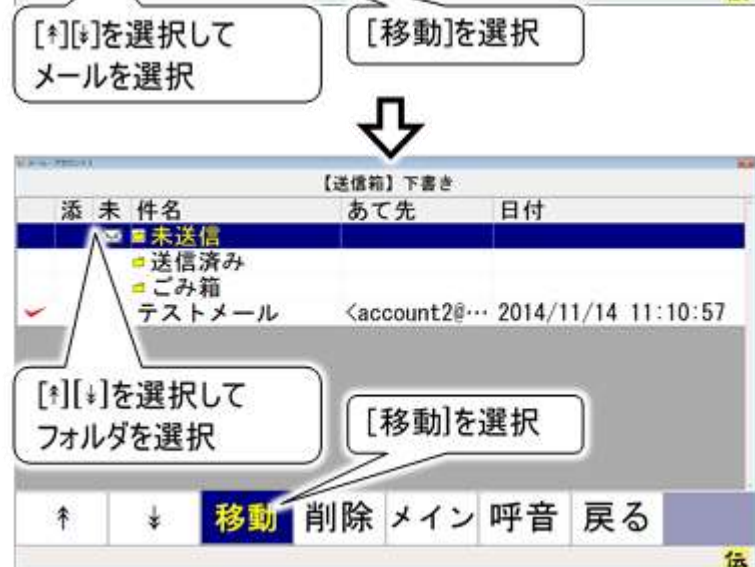 [↟][↡]を選択して
メールを選択
[移動]を選択
【送信箱】下書き
添 未 件名 あて先 日付
未送信
送信済み
ごみ箱
テストメール <account2@… 2014/11/14 11:10:57
[↟][↡]を選択して
フォルダを選択
[移動]を選択
↟ ↡ 移動 削除 メイン 呼音 戻る
伝